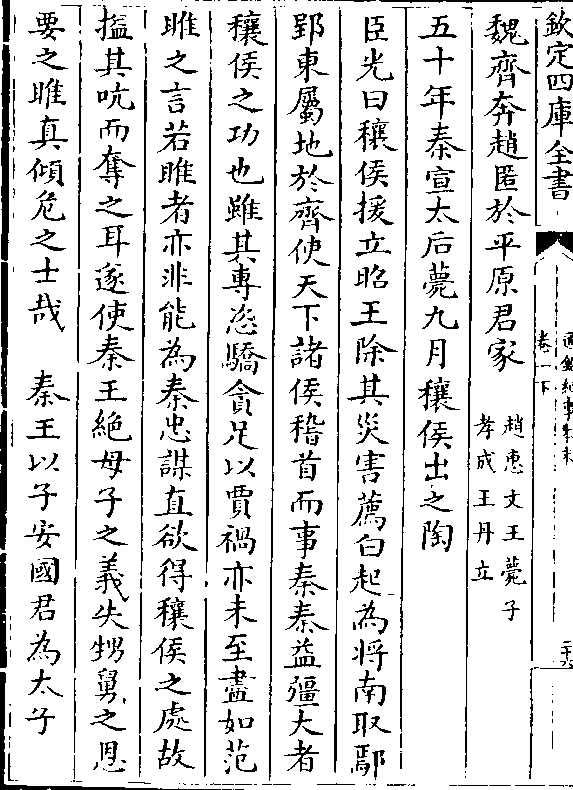 欽定四庫全書
通鑑紀事本末
卷一下
魏齊奔趙匿於平原君家
趙惠文王薨子
孝成王丹立
五十年秦宣太后薨九月穰侯出之陶
臣光曰穰侯援立昭王除其災害薦白起為將南取鄢
郢東屬地於齊使天下諸侯稽首而事秦秦益彊大者
穰侯之功也雖其專恣驕貪足以賈禍亦未至盡如范
睢之言若睢者亦非能為秦忠謀直欲得穰侯之處故
搤其吭而奪之耳遂使秦王絶母子之義失甥舅之恩
要之睢真傾危之士哉　秦王以子安國君為太子